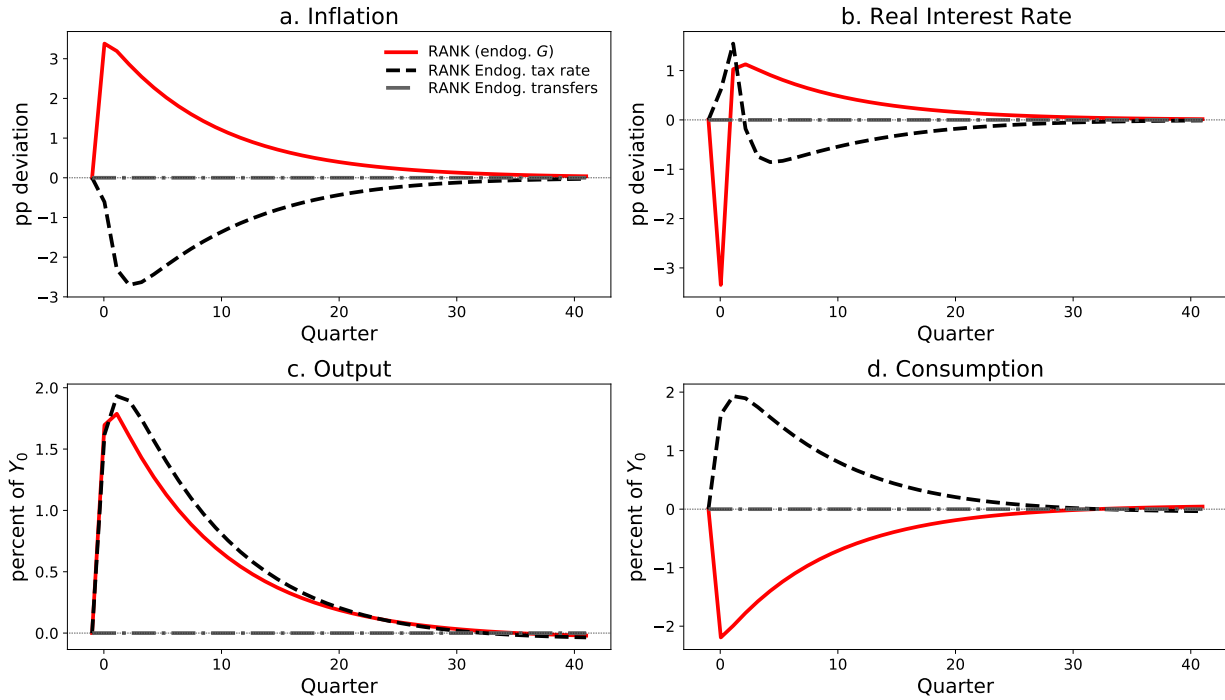 a. Inflation
pp deviation
3
2
1
0
−1
−2
−3
0
10
20
30
40
Quarter
RANK (endog. G)
RANK Endog. tax rate
RANK Endog. transfers
b. Real Interest Rate
pp deviation
1
0
−1
−2
−3
0
10
20
30
40
Quarter
c. Output
percent of Y₀
2.0
1.5
1.0
0.5
0.0
0
10
20
30
40
Quarter
d. Consumption
percent of Y₀
2
1
0
−1
−2
0
10
20
30
40
Quarter